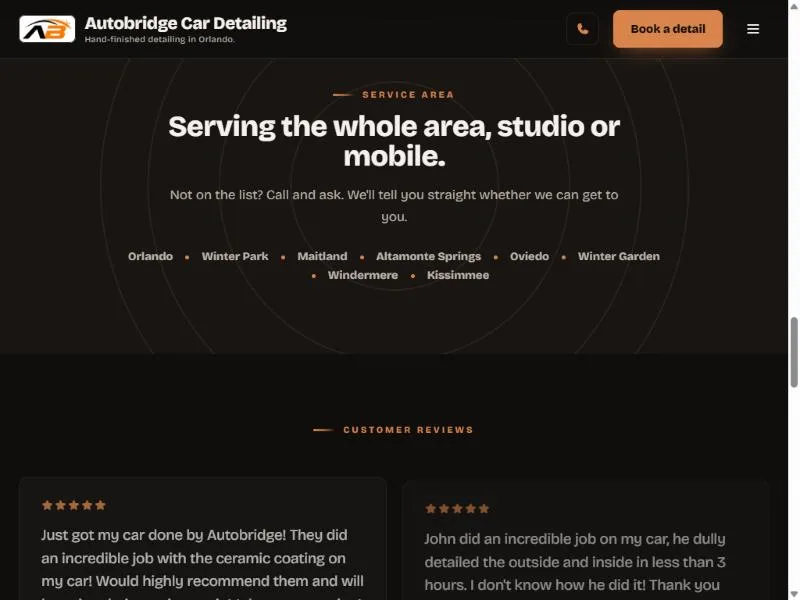 AB
Autobridge Car Detailing
Hand-finished detailing in Orlando.
Book a detail
SERVICE AREA
Serving the whole area, studio or
mobile.
Not on the list? Call and ask. We'll tell you straight whether we can get to
you.
Orlando • Winter Park • Maitland • Altamonte Springs • Oviedo • Winter Garden
• Windermere • Kissimmee
CUSTOMER REVIEWS
Just got my car done by Autobridge! They did
an incredible job with the ceramic coating on
my car! Would highly recommend them and will
John did an incredible job on my car, he dully
detailed the outside and inside in less than 3
hours. I don't know how he did it! Thank you